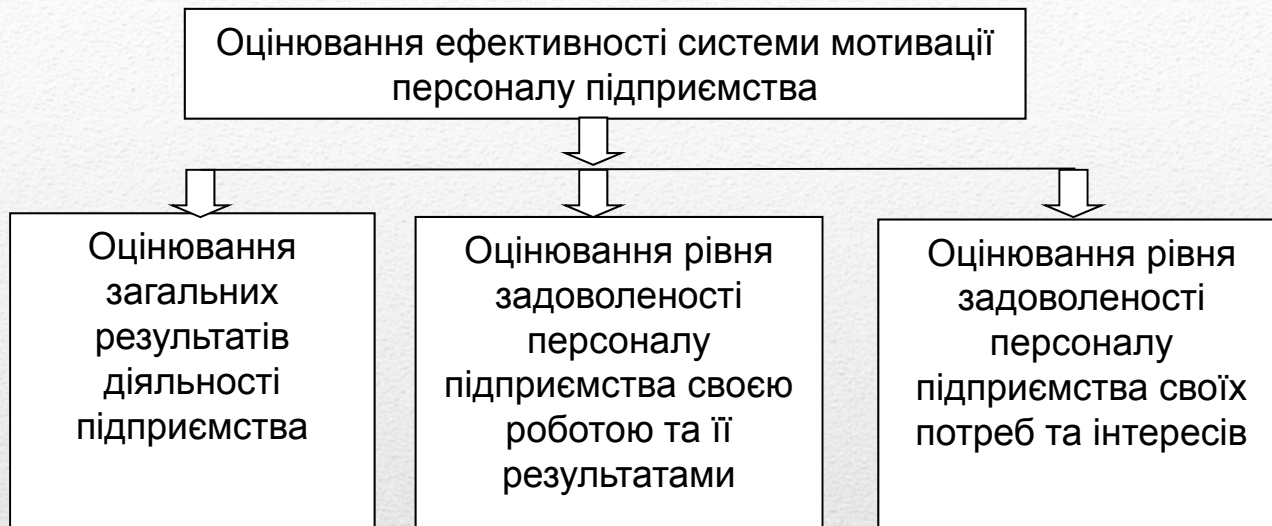 Оцінювання ефективності системи мотивації
персоналу підприємства
Оцінювання
загальних
результатів
діяльності
підприємства
Оцінювання рівня
задоволеності
персоналу
підприємства своєю
роботою та її
результатами
Оцінювання рівня
задоволеності
персоналу
підприємства своїх
потреб та інтересів